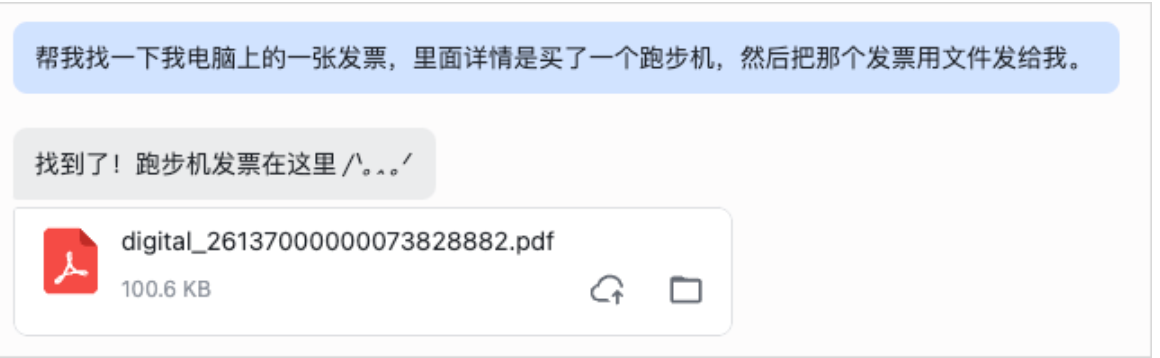 帮我找一下我电脑上的一张发票，里面详情是买了一个跑步机，然后把那个发票用文件发给我。
找到了！跑步机发票在这里 /ᐠ｡‸｡ᐟ
digital_26137000000073828882.pdf
100.6 KB